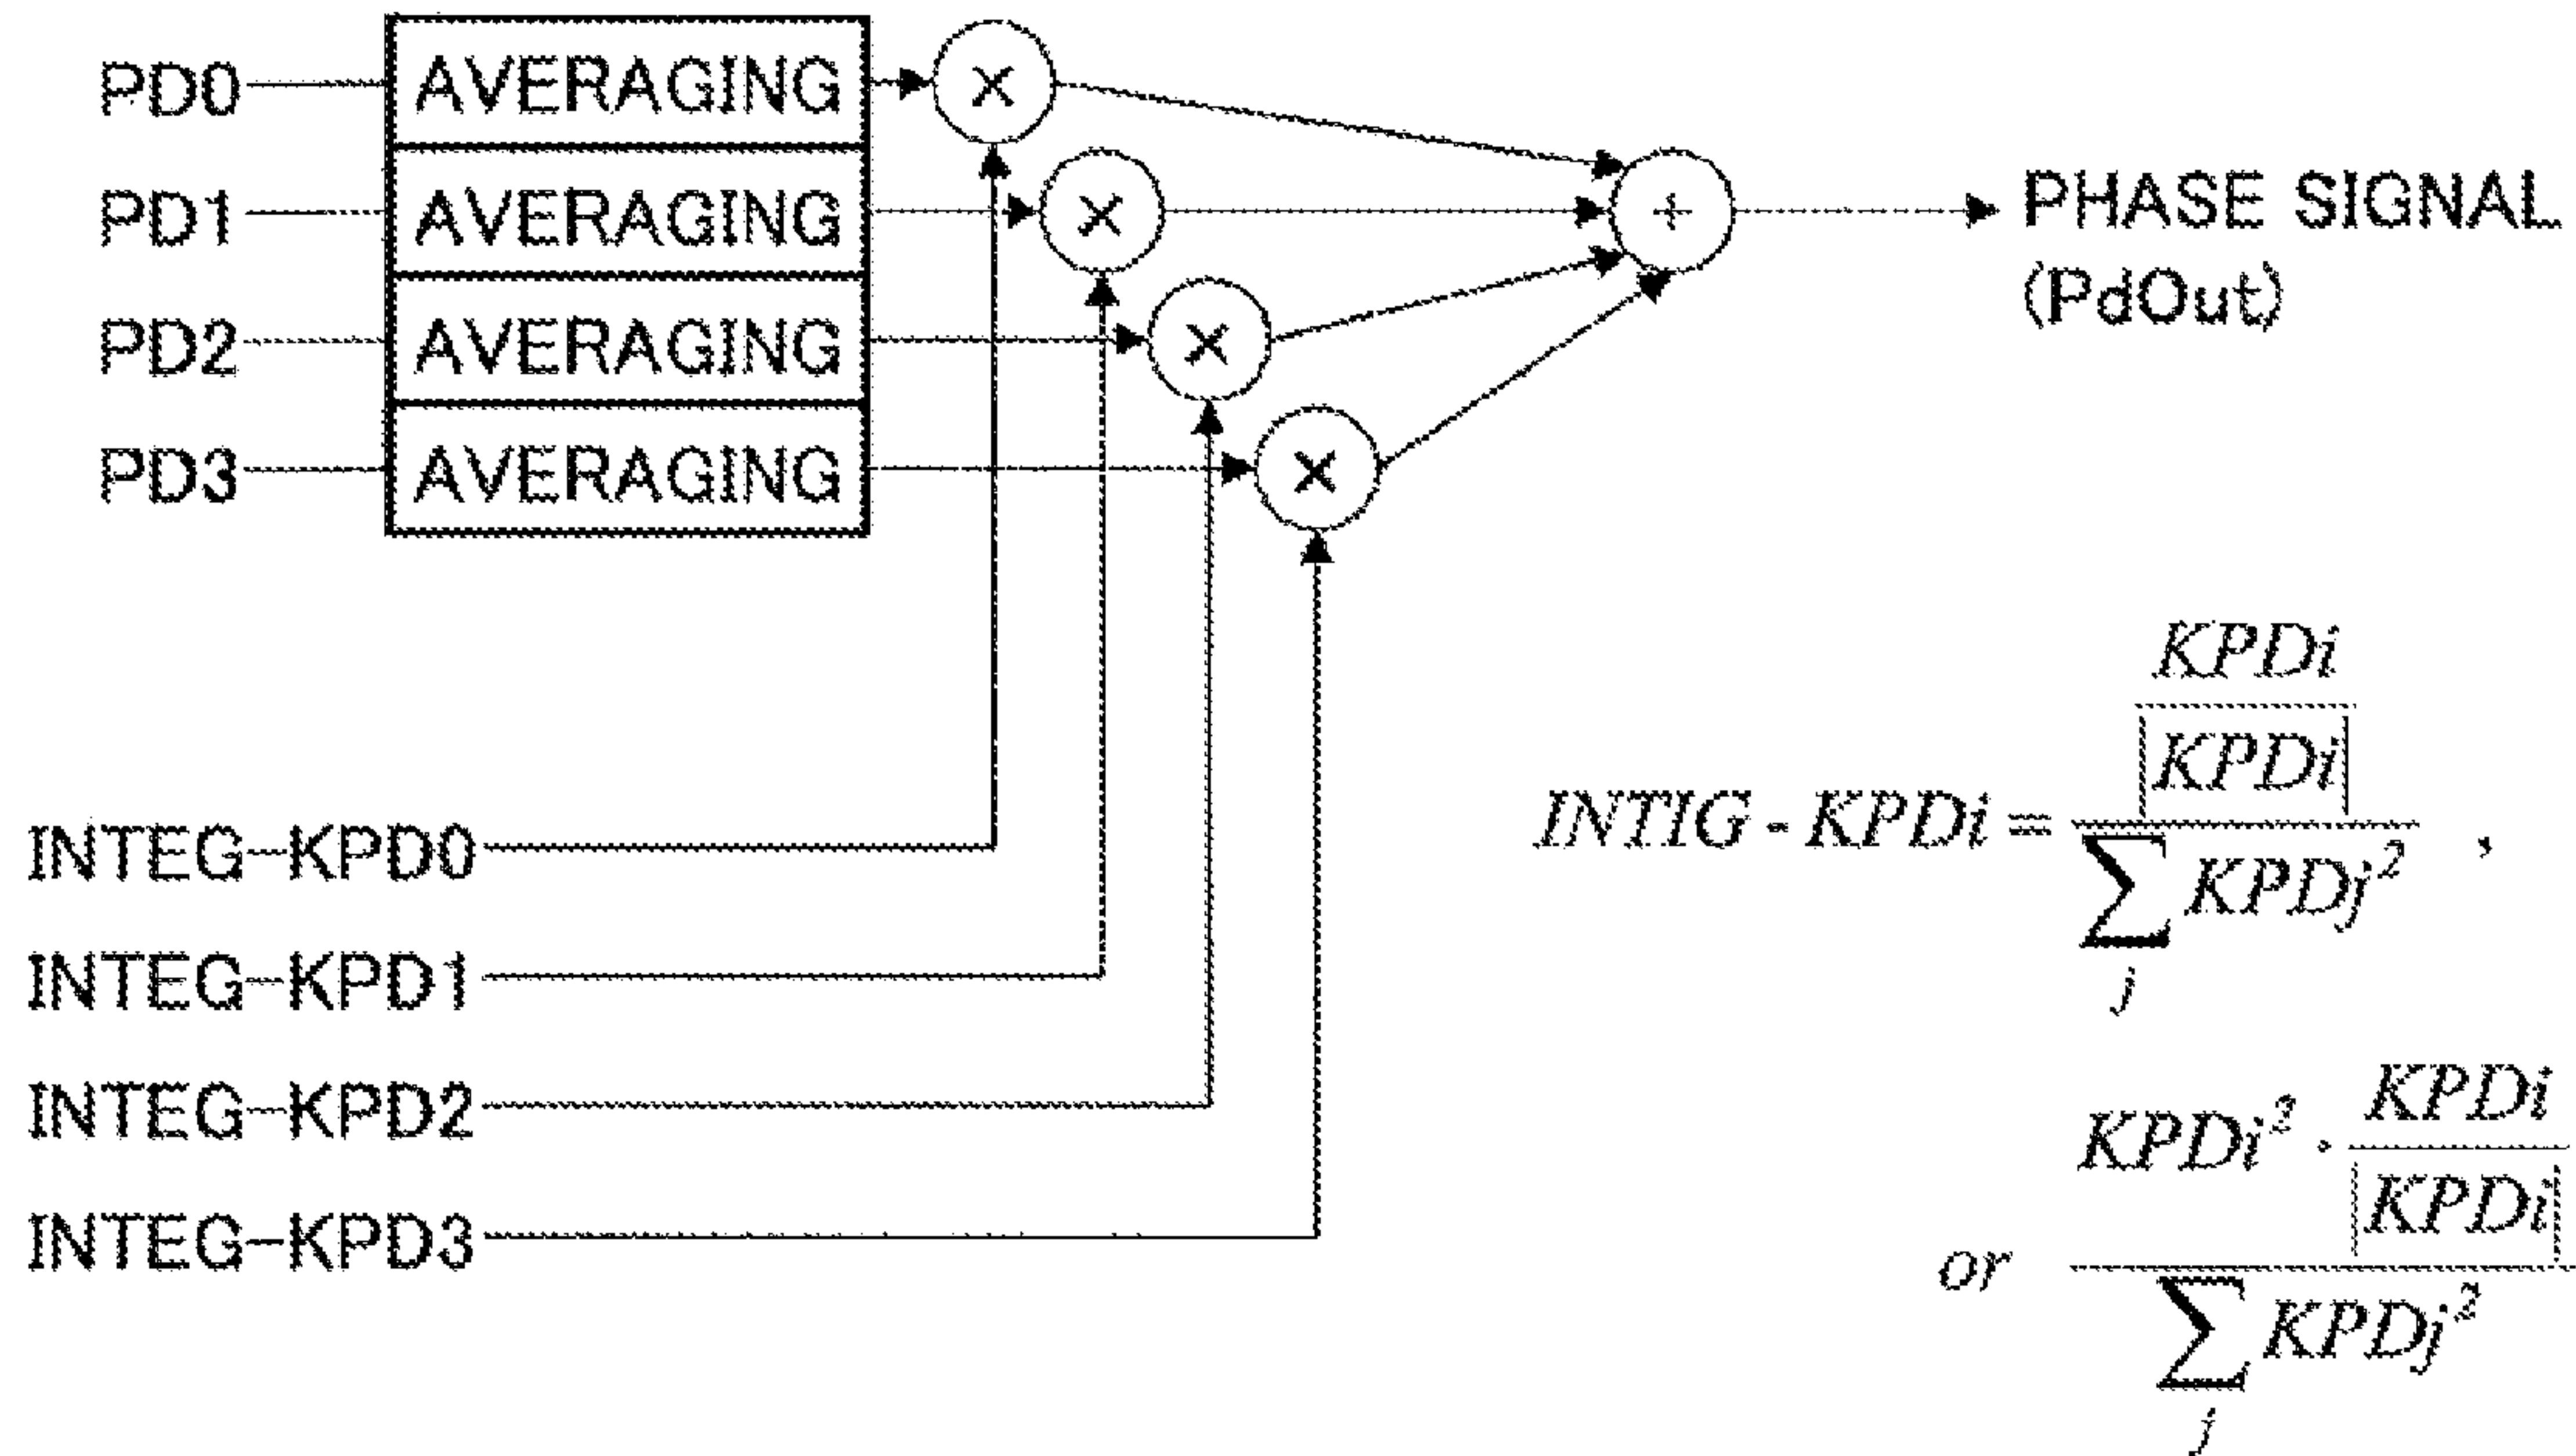 PD0 AVERAGING ×
PD1 AVERAGING × + PHASE SIGNAL
(PdOut)
PD2 AVERAGING ×
PD3 AVERAGING ×
INTEG-KPD0
INTEG-KPD1
INTEG-KPD2
INTEG-KPD3
KPDi
|KPDi|
INTIG - KPDi = ,
∑ KPDj²
j
KPDi² · KPDi
|KPDi|
or
∑ KPDj²
j